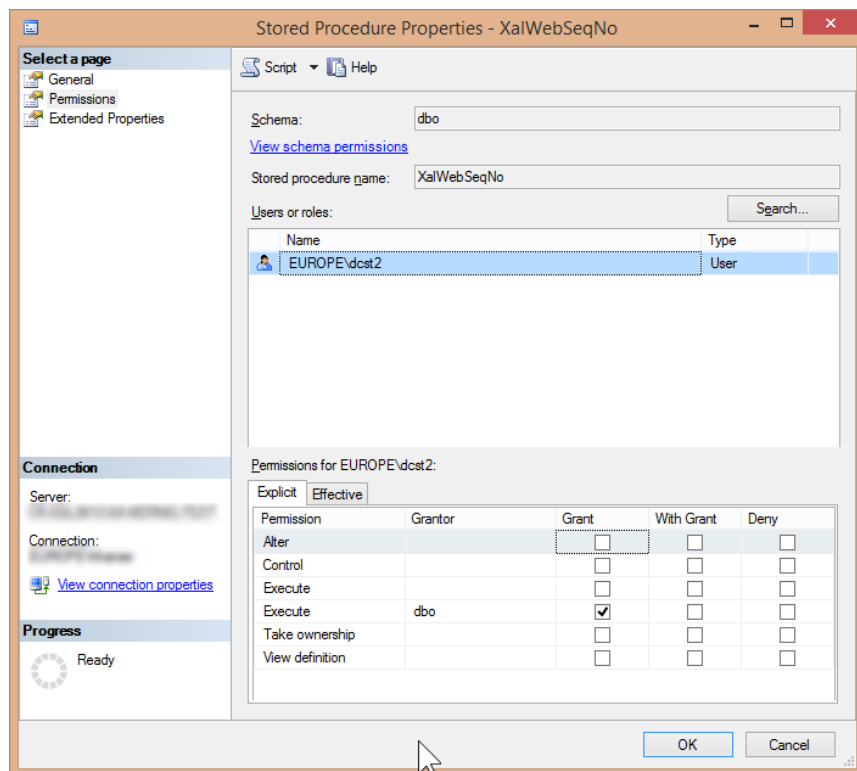 Stored Procedure Properties - XalWebSeqNo
Select a page
General
Permissions
Extended Properties
Script Help
Schema: dbo
View schema permissions
Stored procedure name: XalWebSeqNo
Users or roles: Search...
Name Type
EUROPE\dcst2 User
Connection
Server:
Connection:
View connection properties
Progress
Ready
Permissions for EUROPE\dcst2:
Explicit Effective
Permission Grantor Grant With Grant Deny
Alter
Control
Execute
Execute dbo
Take ownership
View definition
OK Cancel